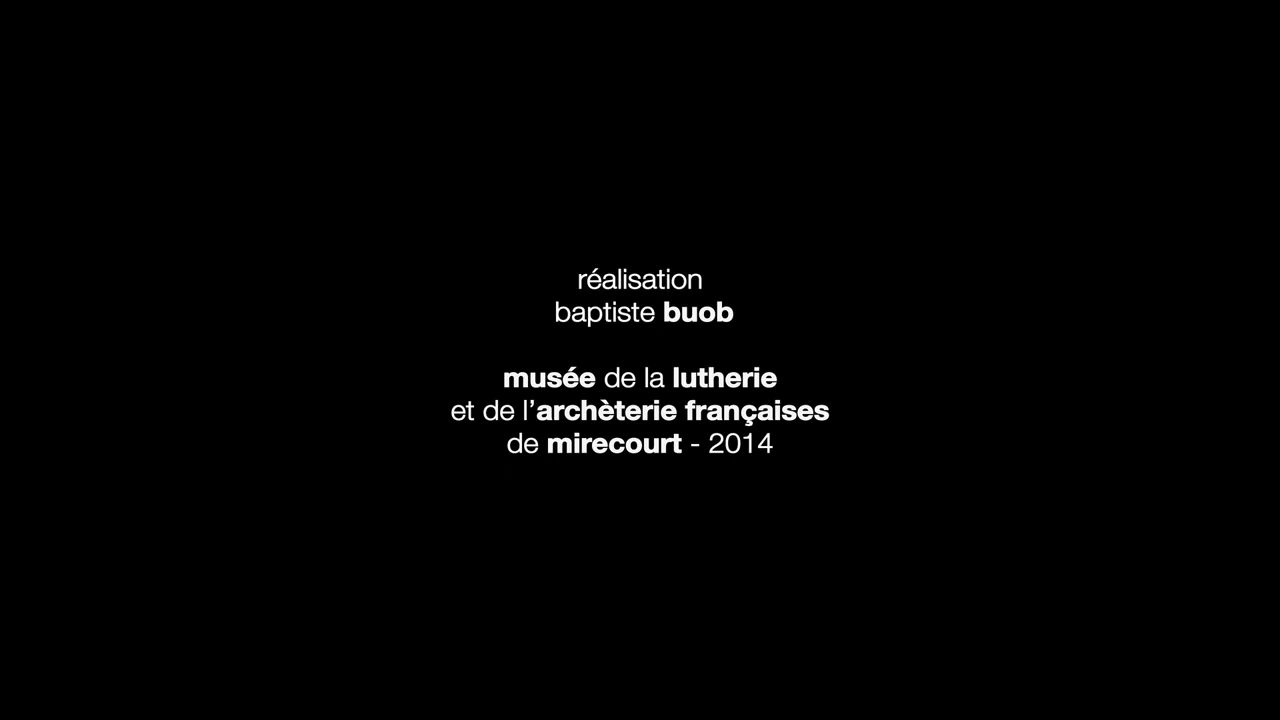 réalisation
baptiste buob
musée de la lutherie
et de l’archèterie françaises
de mirecourt - 2014